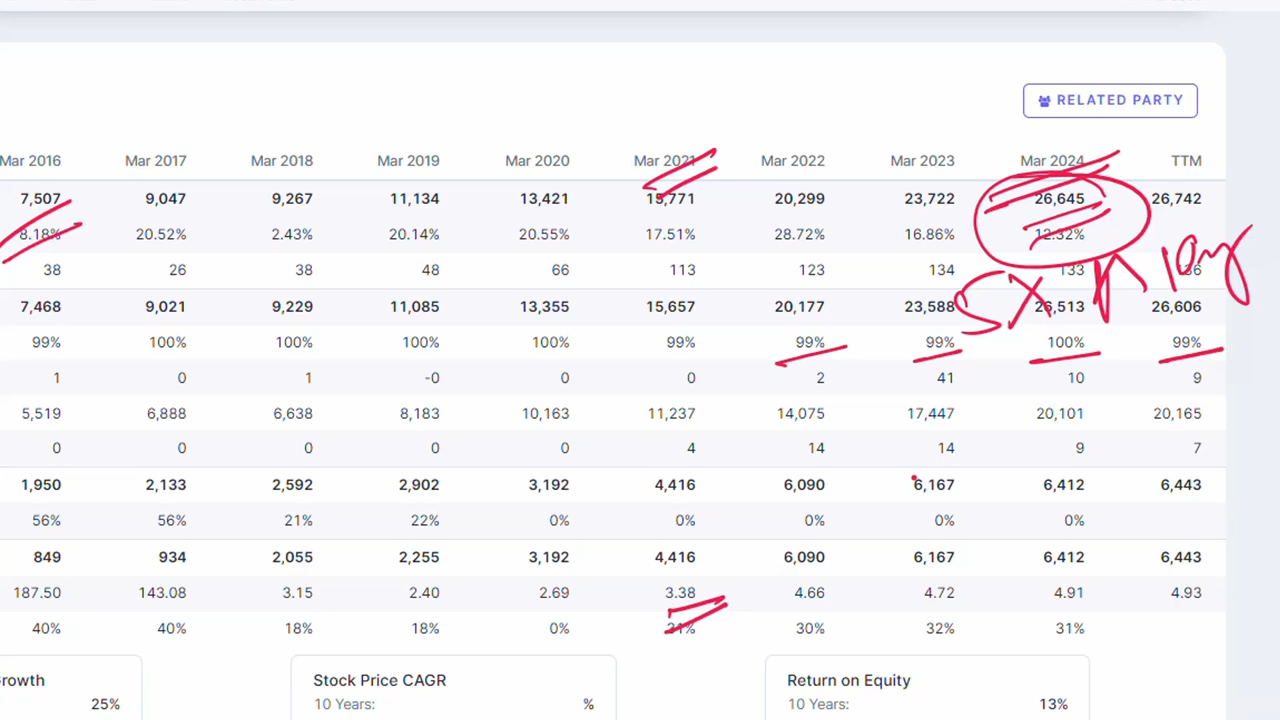 RELATED PARTY
Mar 2016 Mar 2017 Mar 2018 Mar 2019 Mar 2020 Mar 2021 Mar 2022 Mar 2023 Mar 2024 TTM
7,507 9,047 9,267 11,134 13,421 15,771 20,299 23,722 26,645 26,742
8.18% 20.52% 2.43% 20.14% 20.55% 17.51% 28.72% 16.86% 12.32%
38 26 38 48 66 113 123 134 133 136
7,468 9,021 9,229 11,085 13,355 15,657 20,177 23,588 26,513 26,606
5X
99% 100% 100% 100% 100% 99% 99% 99% 100% 99%
1 0 1 -0 0 0 2 41 10 9
5,519 6,888 6,638 8,183 10,163 11,237 14,075 17,447 20,101 20,165
0 0 0 0 0 4 14 14 9 7
1,950 2,133 2,592 2,902 3,192 4,416 6,090 6,167 6,412 6,443
56% 56% 21% 22% 0% 0% 0% 0% 0%
849 934 2,055 2,255 3,192 4,416 6,090 6,167 6,412 6,443
187.50 143.08 3.15 2.40 2.69 3.38 4.66 4.72 4.91 4.93
40% 40% 18% 18% 0% 31% 30% 32% 31%
rowth Stock Price CAGR Return on Equity
25% 10 Years: % 10 Years: 13%